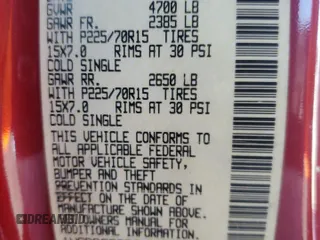 GVWR 4700 LB
GAWR FR. 2385 LB
WITH P225/70R15 TIRES
15X7.0 RIMS AT 30 PSI
COLD SINGLE
GAWR RR. 2650 LB
WITH P225/70R15 TIRES
15X7.0 RIMS AT 30 PSI
COLD SINGLE
THIS VEHICLE CONFORMS TO
ALL APPLICABLE FEDERAL
MOTOR VEHICLE SAFETY,
BUMPER AND THEFT
PREVENTION STANDARDS IN
EFFECT ON THE DATE OF
MANUFACTURE SHOWN ABOVE.
OWNERS MANUAL FOR
ADDITIONAL INFORMATION.